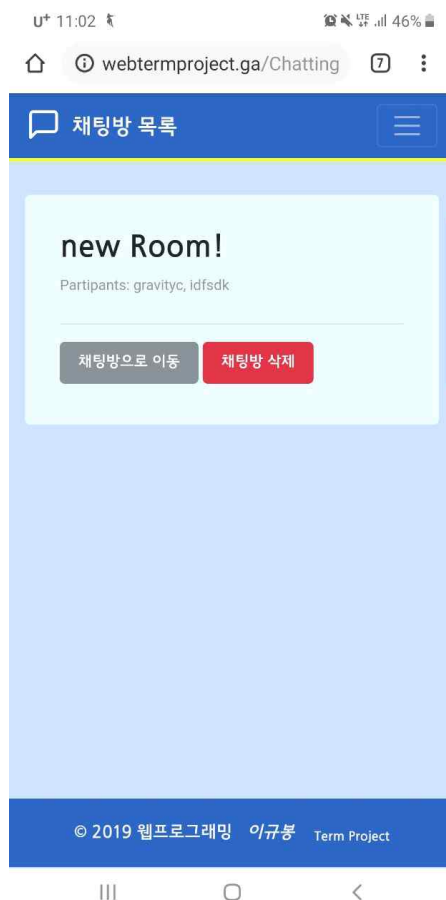 U+ 11:02 LTE 46%
webtermproject.ga/Chatting 7
채팅방 목록
new Room!
Partipants: gravityc, idfsdk
채팅방으로 이동 채팅방 삭제
© 2019 웹프로그래밍 이규봉 Term Project